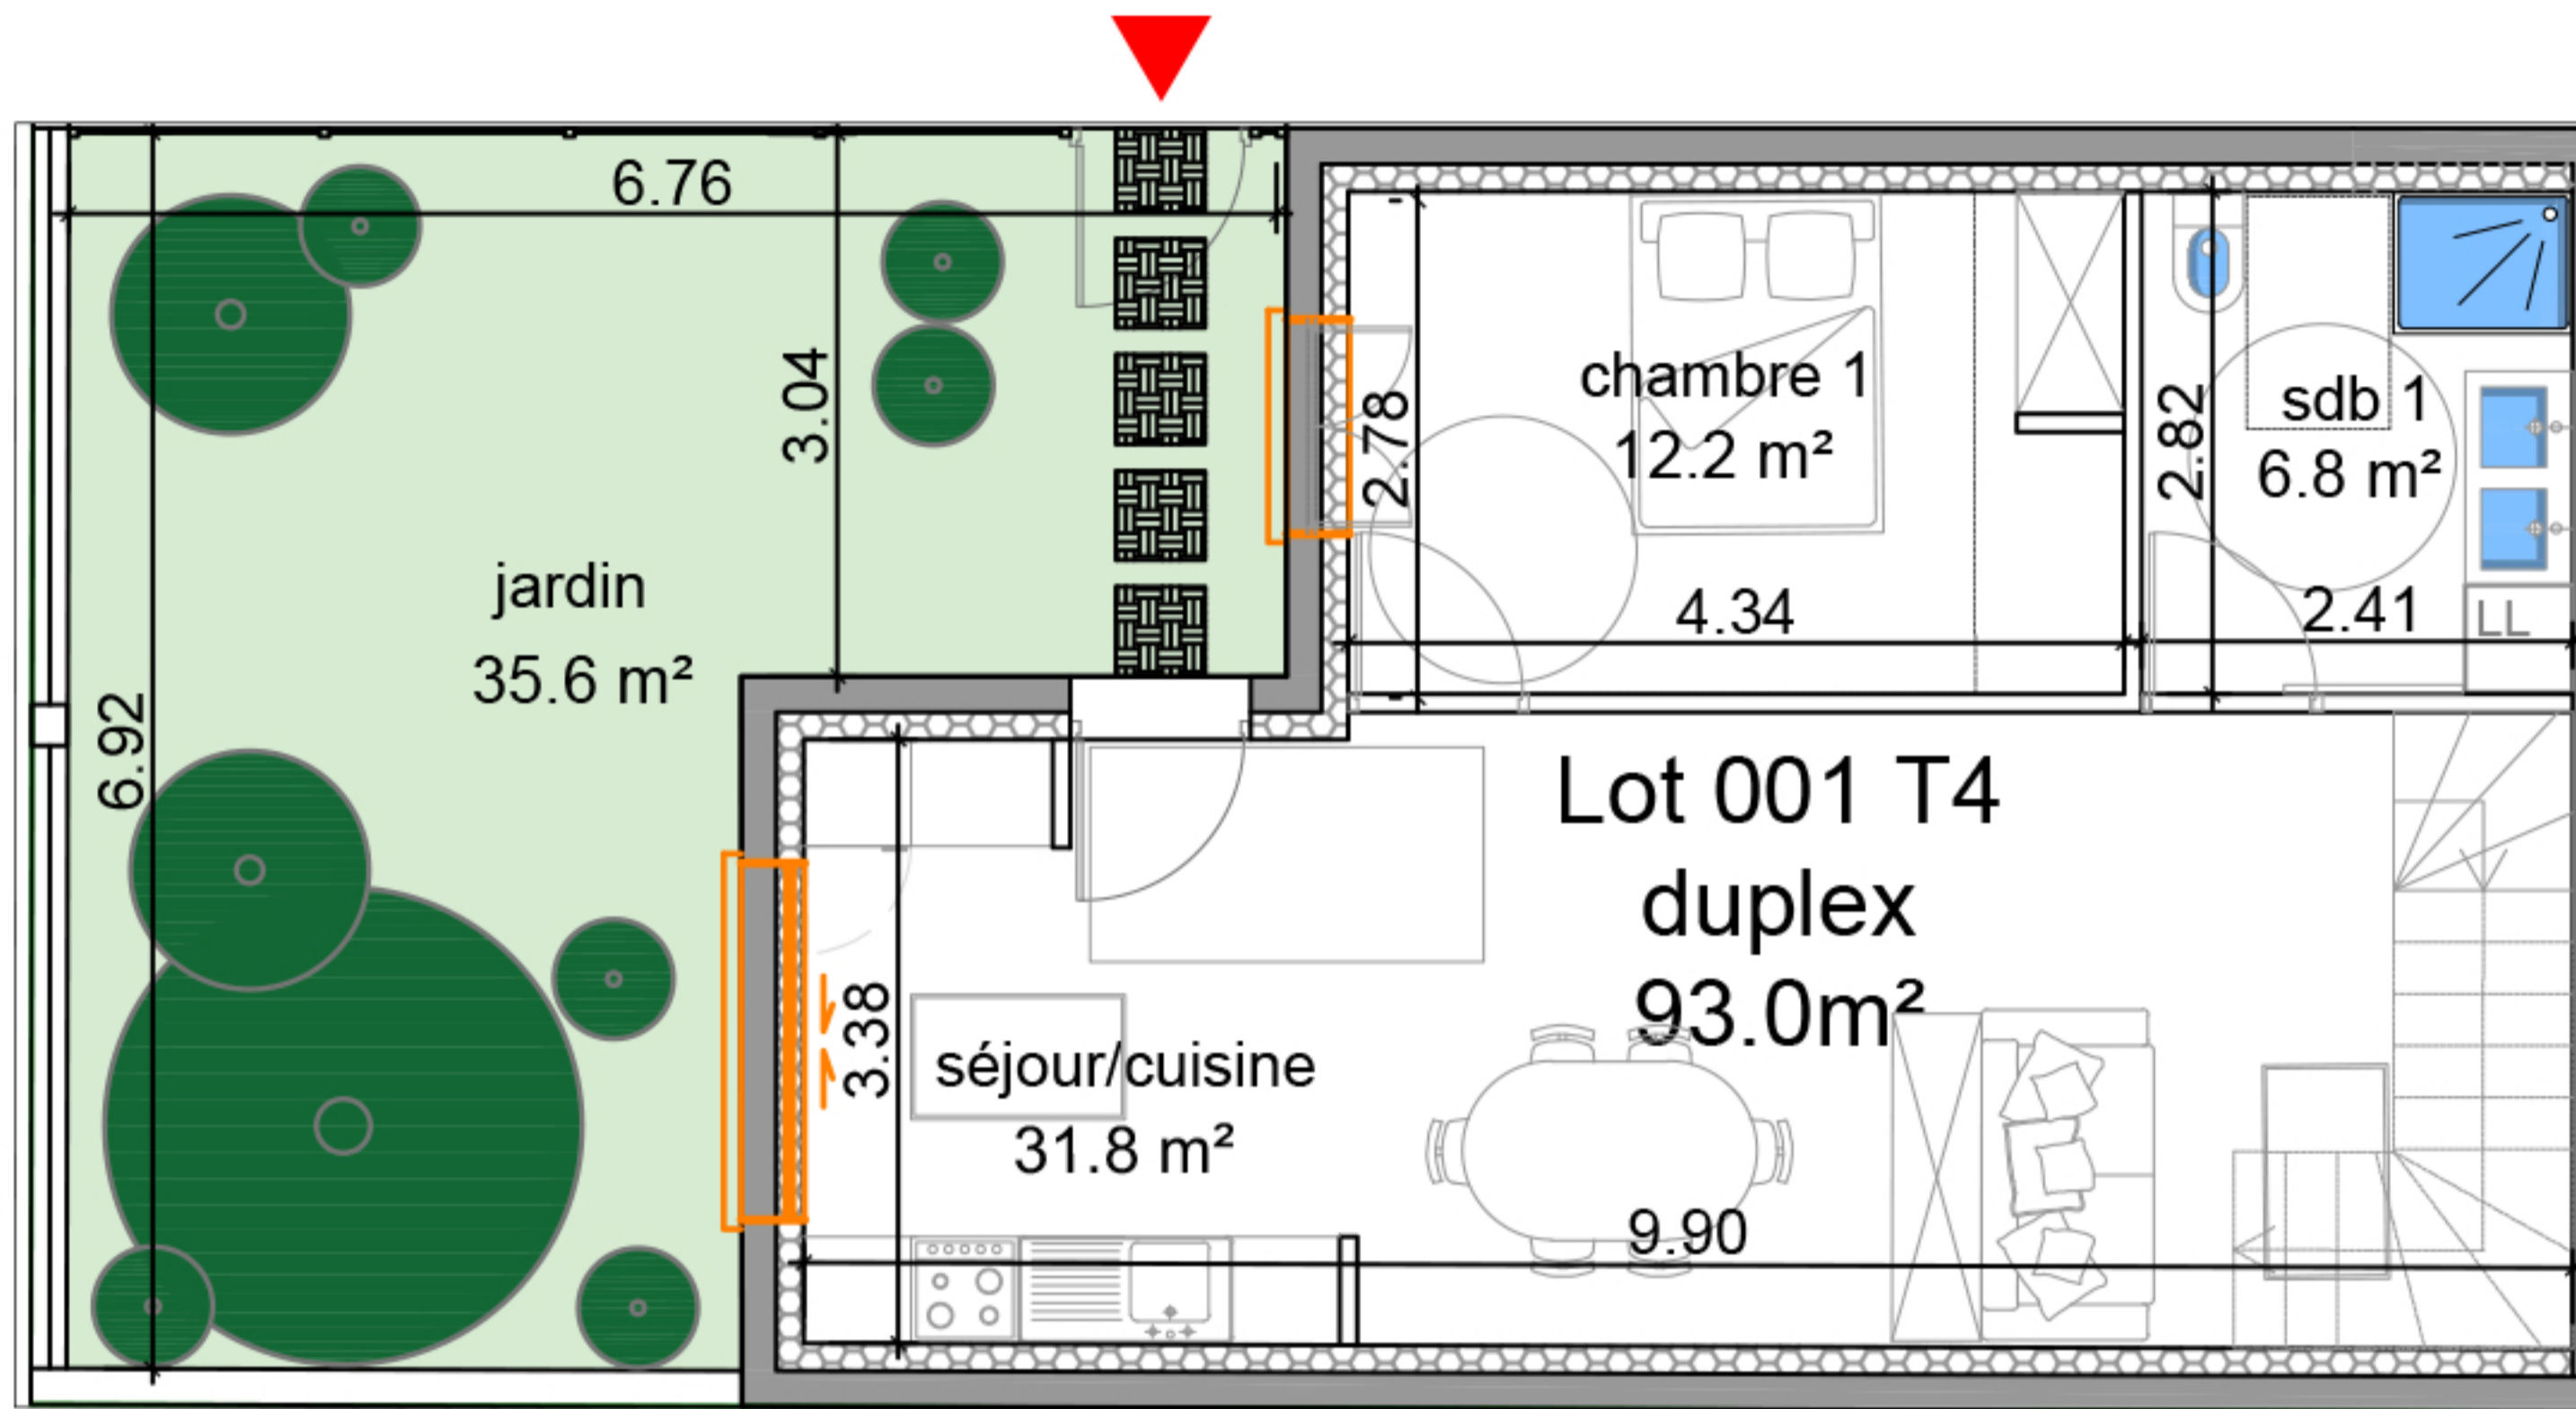 6.76
3.04
jardin
35.6 m²
6.92
chambre 1
12.2 m²
2.78
4.34
sdb 1
6.8 m²
2.82
2.41
LL
Lot 001 T4
duplex
93.0m²
séjour/cuisine
31.8 m²
3.38
9.90